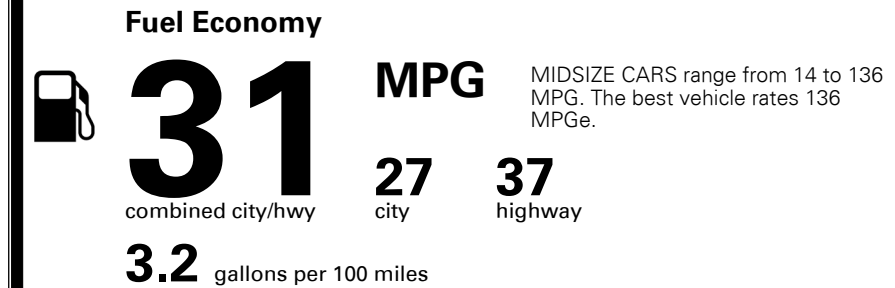 Fuel Economy
31
MPG
MIDSIZE CARS range from 14 to 136
MPG. The best vehicle rates 136
MPGe.
combined city/hwy
27
city
37
highway
3.2 gallons per 100 miles